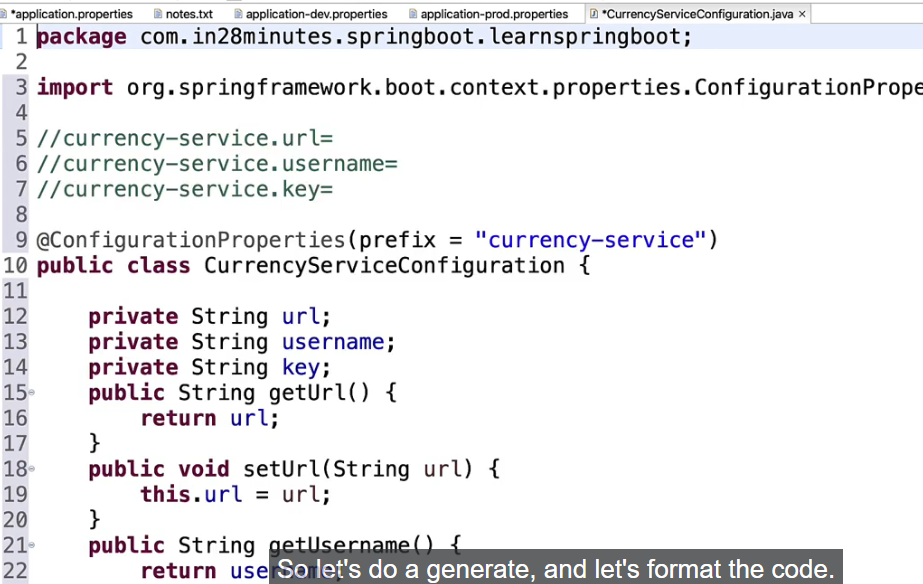 *application.properties notes.txt application-dev.properties application-prod.properties *CurrencyServiceConfiguration.java
1 package com.in28minutes.springboot.learnspringboot;
2
3 import org.springframework.boot.context.properties.ConfigurationPrope
4
5 //currency-service.url=
6 //currency-service.username=
7 //currency-service.key=
8
9 @ConfigurationProperties(prefix = "currency-service")
10 public class CurrencyServiceConfiguration {
11
12 private String url;
13 private String username;
14 private String key;
15 public String getUrl() {
16 return url;
17 }
18 public void setUrl(String url) {
19 this.url = url;
20 }
21 public String getUsername() {
22 return username;
So let's do a generate, and let's format the code.